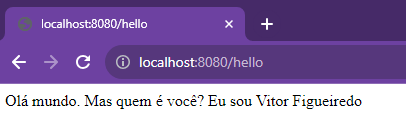 localhost:8080/hello
localhost:8080/hello
Olá mundo. Mas quem é você? Eu sou Vitor Figueiredo